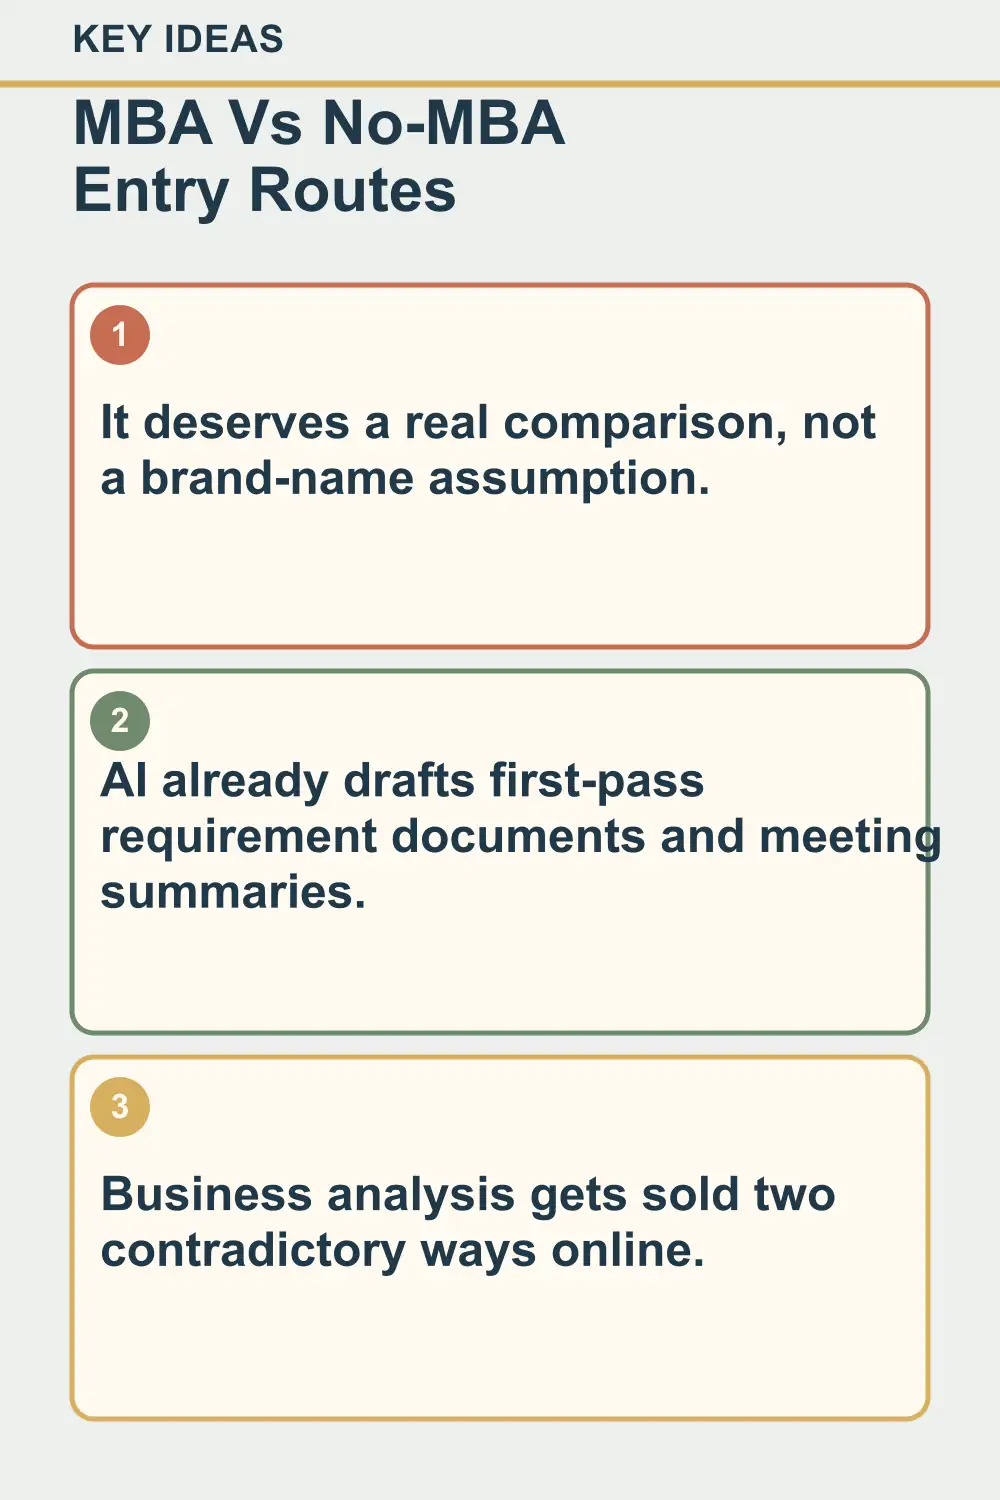 KEY IDEAS
MBA Vs No-MBA
Entry Routes
1
It deserves a real comparison, not
a brand-name assumption.
2
AI already drafts first-pass
requirement documents and meeting
summaries.
3
Business analysis gets sold two
contradictory ways online.